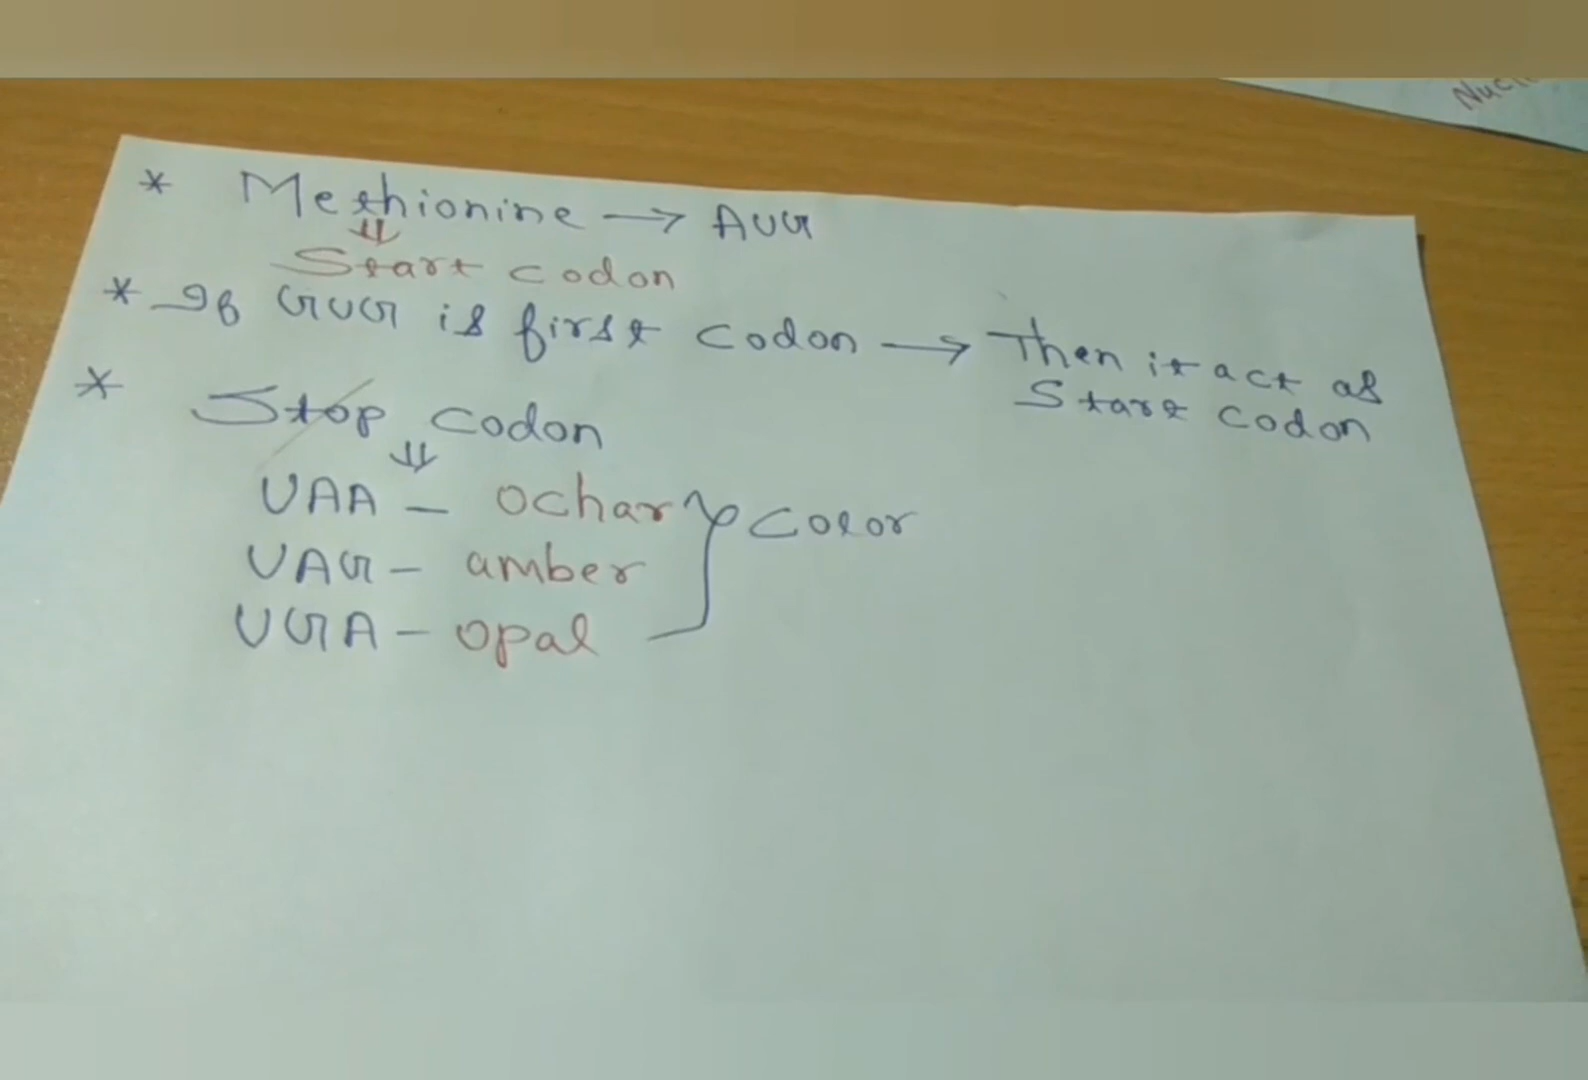 * Methionine → AUG
⇓
Start codon
* If GUG is first codon → Then it act as
Start codon
* Stop codon
⇓
UAA - Ochar
UAG - amber
UGA - opal
Color